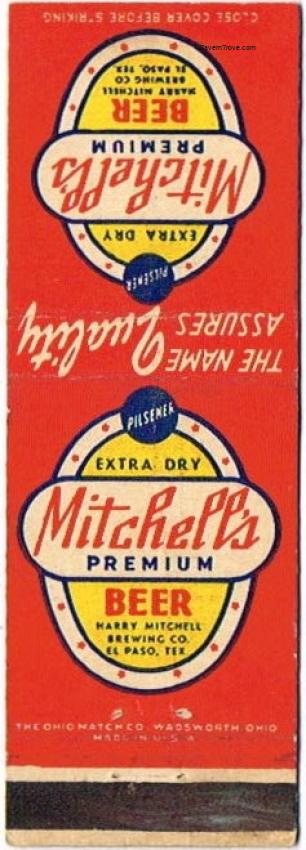 CLOSE COVER BEFORE STRIKING
TavernTrove.com
THE NAME
ASSURES Quality
PILSENER
EXTRA DRY
Mitchell's
PREMIUM
BEER
HARRY MITCHELL
BREWING CO
EL PASO, TEX
PILSENER
EXTRA DRY
Mitchell's
PREMIUM
BEER
HARRY MITCHELL
BREWING CO.
EL PASO, TEX
THE OHIO MATCH CO. WADSWORTH OHIO
MADE IN U.S.A.